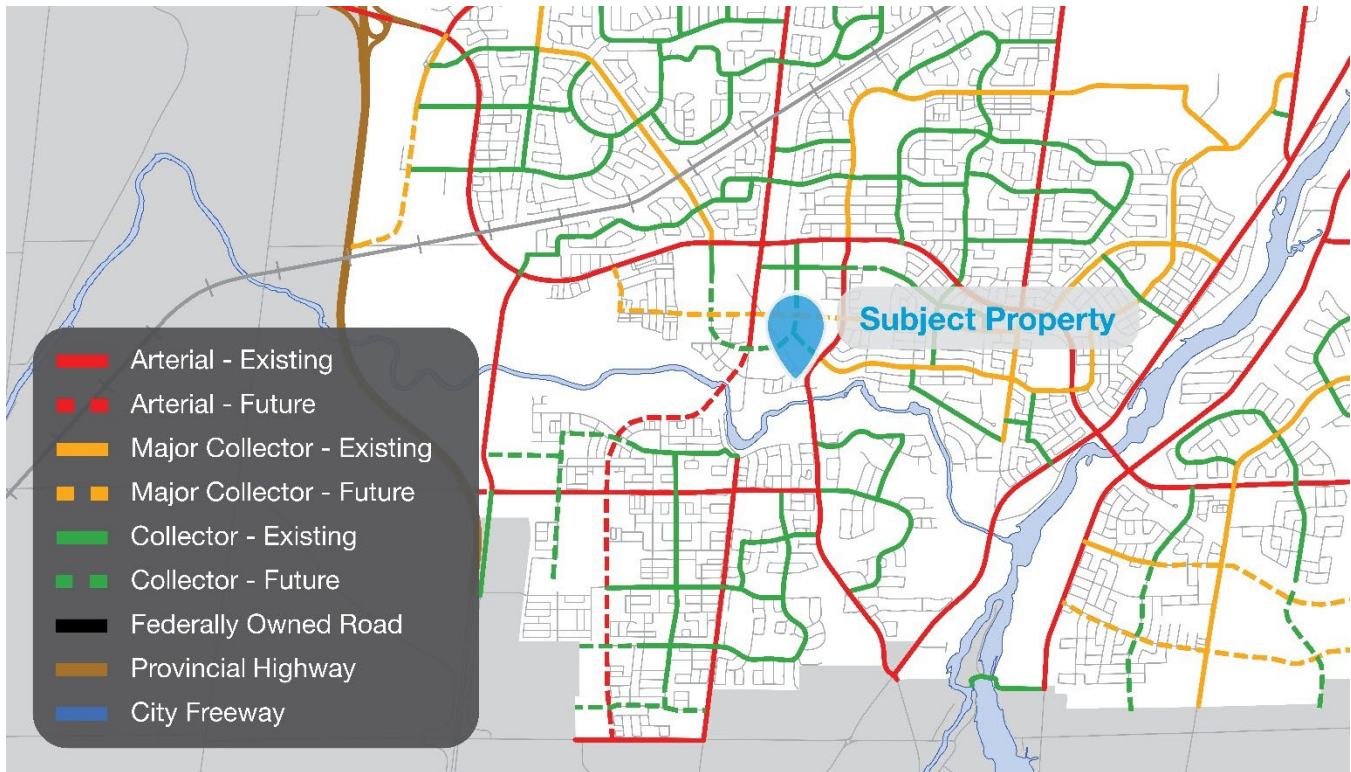 Subject Property
Arterial - Existing
Arterial - Future
Major Collector - Existing
Major Collector - Future
Collector - Existing
Collector - Future
Federally Owned Road
Provincial Highway
City Freeway